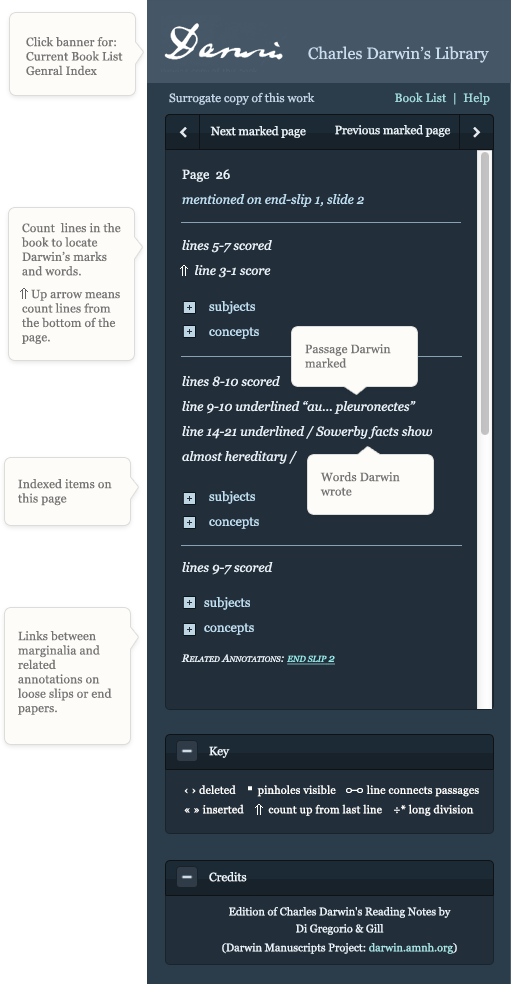 Click banner for:
Current Book List
Genral Index
Darwin
Charles Darwin's Library
Surrogate copy of this work
Book List | Help
‹ Next marked page Previous marked page ›
Page 26
mentioned on end-slip 1, slide 2
Count lines in the
book to locate
Darwin's marks
and words.
⇧ Up arrow means
count lines from
the bottom of the
page.
lines 5-7 scored
⇧ line 3-1 score
+ subjects
+ concepts
Passage Darwin
marked
lines 8-10 scored
line 9-10 underlined “au... pleuronectes”
line 14-21 underlined / Sowerby facts show
almost hereditary /
Words Darwin
wrote
Indexed items on
this page
+ subjects
+ concepts
lines 9-7 scored
+ subjects
+ concepts
Links between
marginalia and
related
annotations on
loose slips or end
papers.
Related Annotations: end slip 2
− Key
‹ › deleted ▪ pinholes visible o–o line connects passages
« » inserted ⇧ count up from last line ÷* long division
− Credits
Edition of Charles Darwin's Reading Notes by
Di Gregorio & Gill
(Darwin Manuscripts Project: darwin.amnh.org)